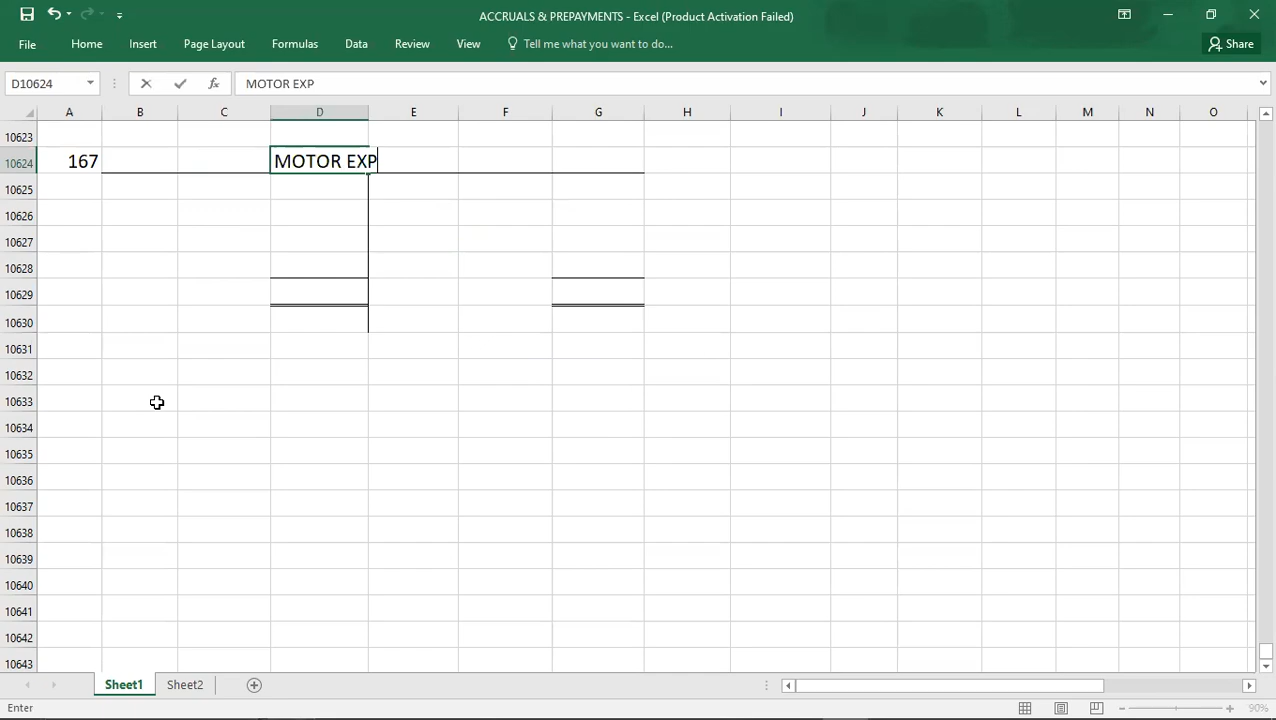 ACCRUALS & PREPAYMENTS - Excel (Product Activation Failed)
File Home Insert Page Layout Formulas Data Review View Tell me what you want to do... Share
D10624 fx MOTOR EXP
A B C D E F G H I J K L M N O
10623
10624 167 MOTOR EXP
10625
10626
10627
10628
10629
10630
10631
10632
10633
10634
10635
10636
10637
10638
10639
10640
10641
10642
10643
Sheet1 Sheet2
Enter 90%